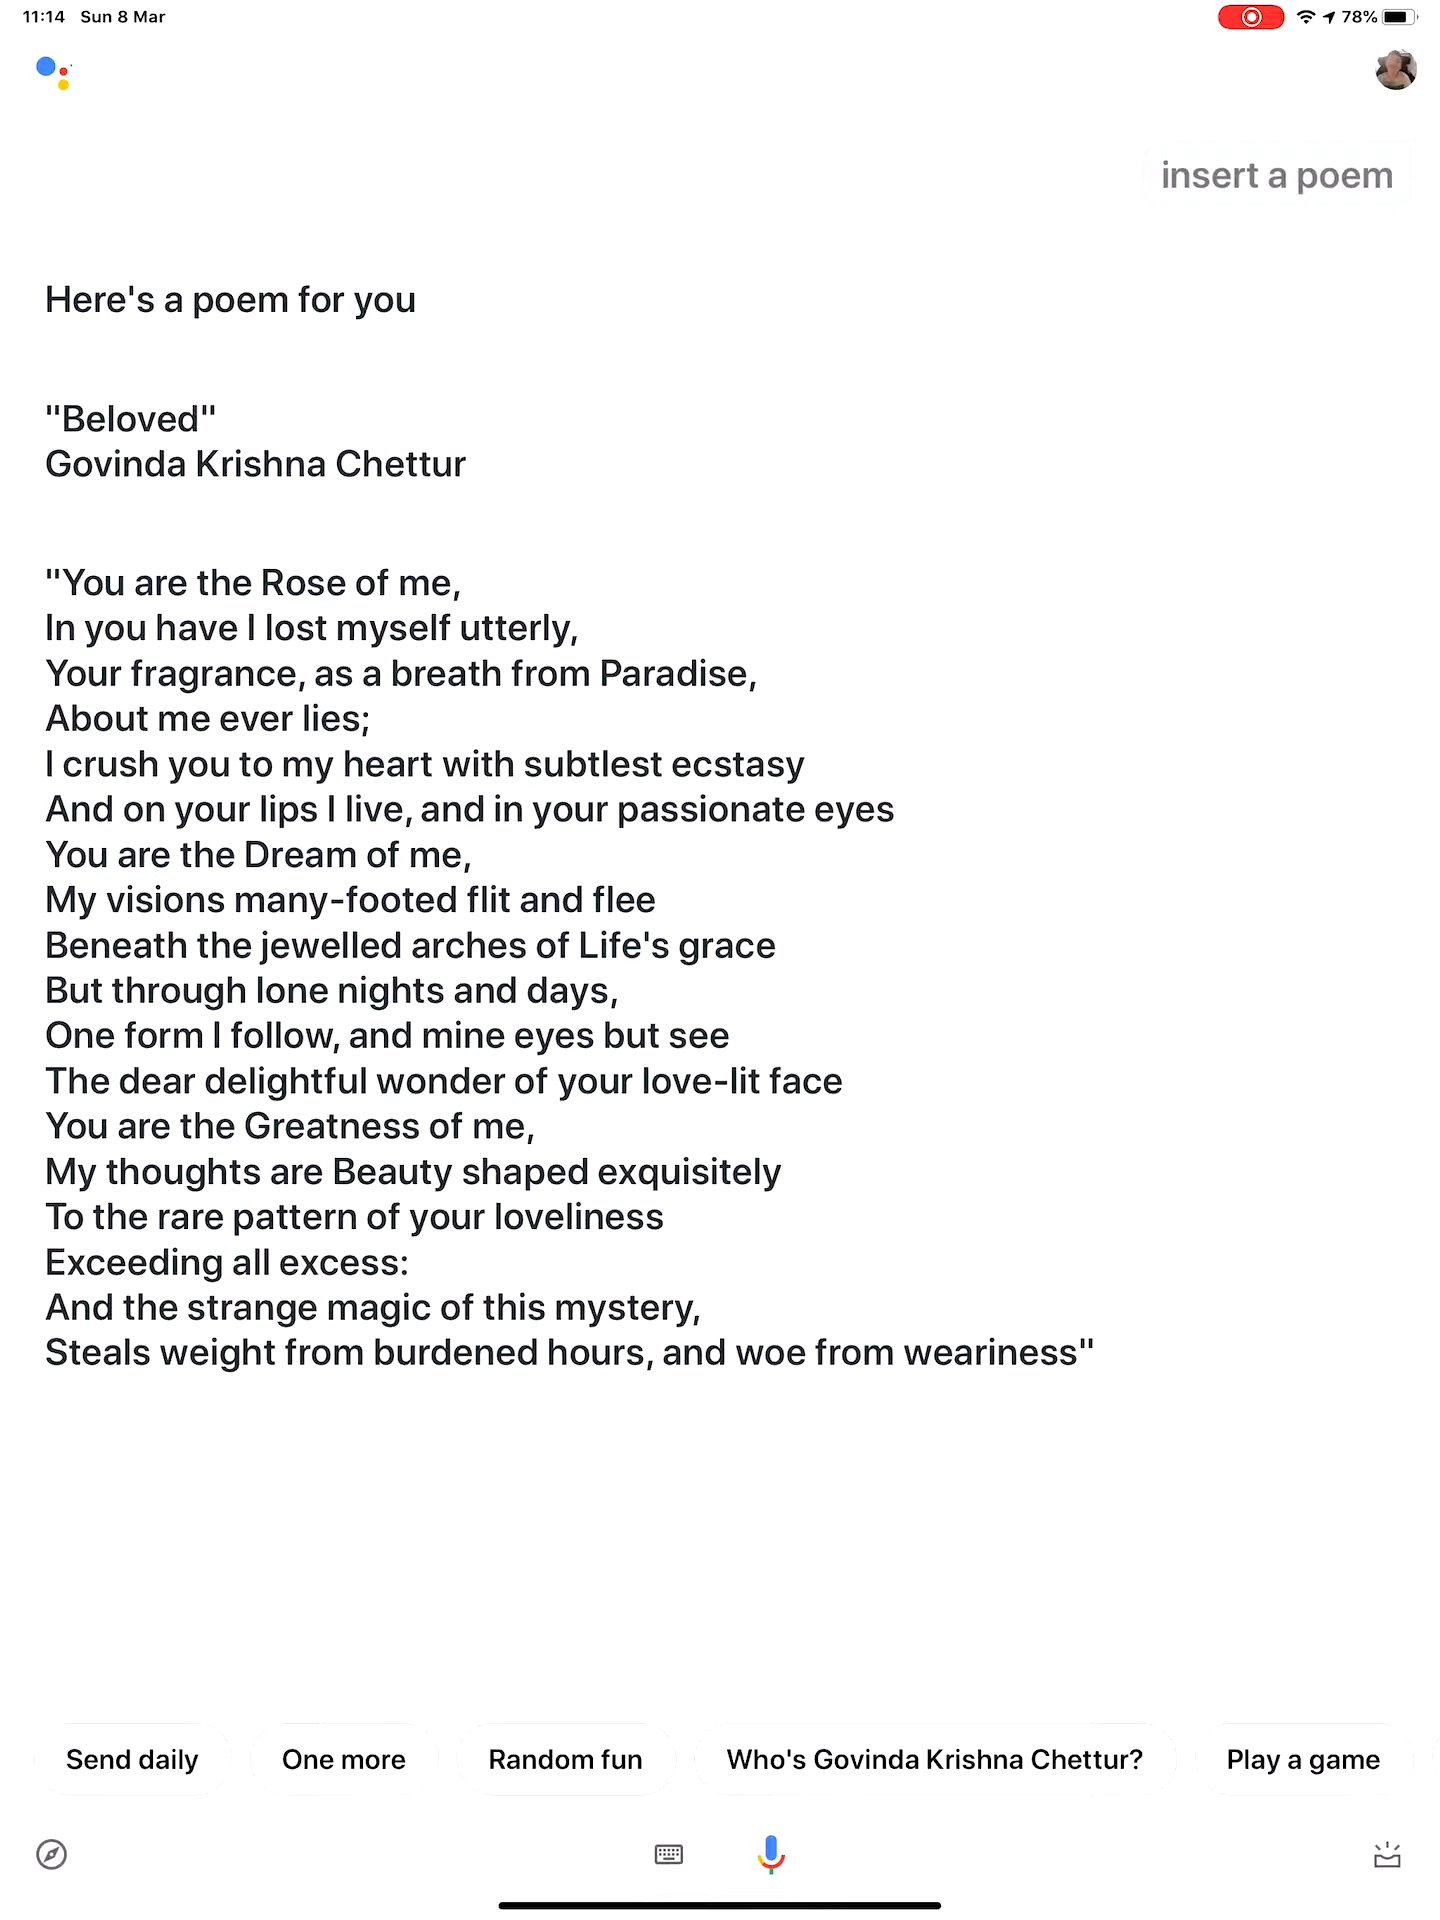 11:14 Sun 8 Mar 78%
insert a poem
Here's a poem for you
"Beloved"
Govinda Krishna Chettur
"You are the Rose of me,
In you have I lost myself utterly,
Your fragrance, as a breath from Paradise,
About me ever lies;
I crush you to my heart with subtlest ecstasy
And on your lips I live, and in your passionate eyes
You are the Dream of me,
My visions many-footed flit and flee
Beneath the jewelled arches of Life's grace
But through lone nights and days,
One form I follow, and mine eyes but see
The dear delightful wonder of your love-lit face
You are the Greatness of me,
My thoughts are Beauty shaped exquisitely
To the rare pattern of your loveliness
Exceeding all excess:
And the strange magic of this mystery,
Steals weight from burdened hours, and woe from weariness"
Send daily One more Random fun Who's Govinda Krishna Chettur? Play a game